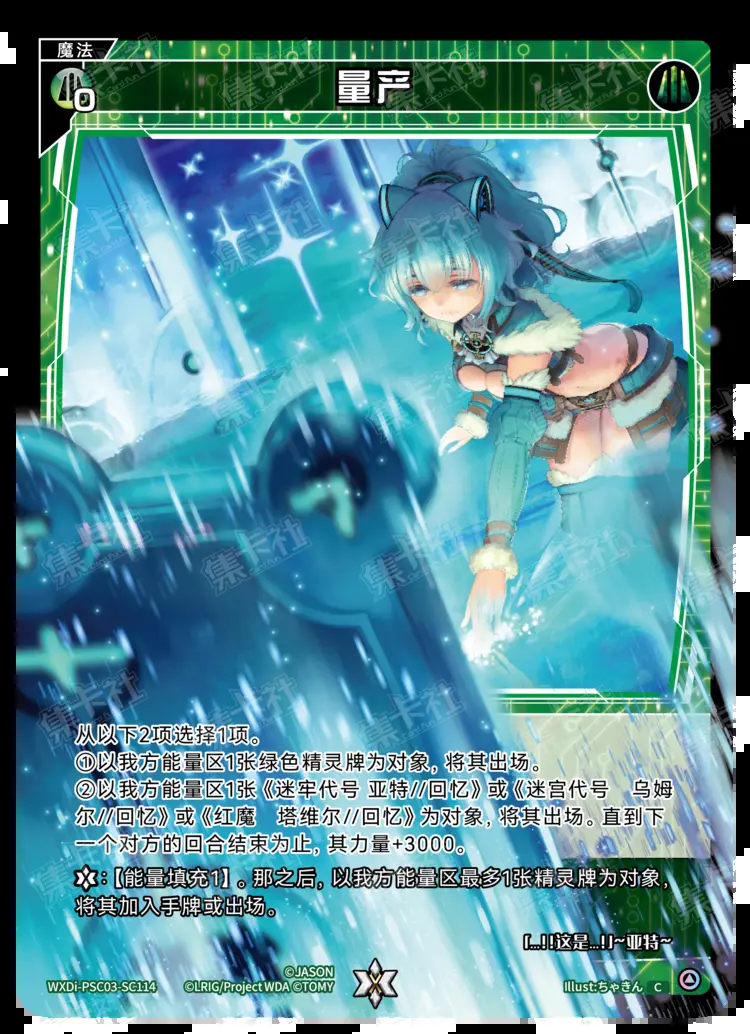 魔法
0
量产
从以下2项选择1项。
①以我方能量区1张绿色精灵牌为对象，将其出场。
②以我方能量区1张《迷牢代号 亚特//回忆》或《迷宫代号　乌姆
尔//回忆》或《红魔　塔维尔//回忆》为对象，将其出场。直到下
一个对方的回合结束为止，其力量+3000。
：【能量填充1】。那之后，以我方能量区最多1张精灵牌为对象，
将其加入手牌或出场。
「…!!这是…!」~亚特~
©JASON
WXDi-PSC03-SC114 ©LRIG/Project WDA ©TOMY Illust:ちゃきん C
集卡社